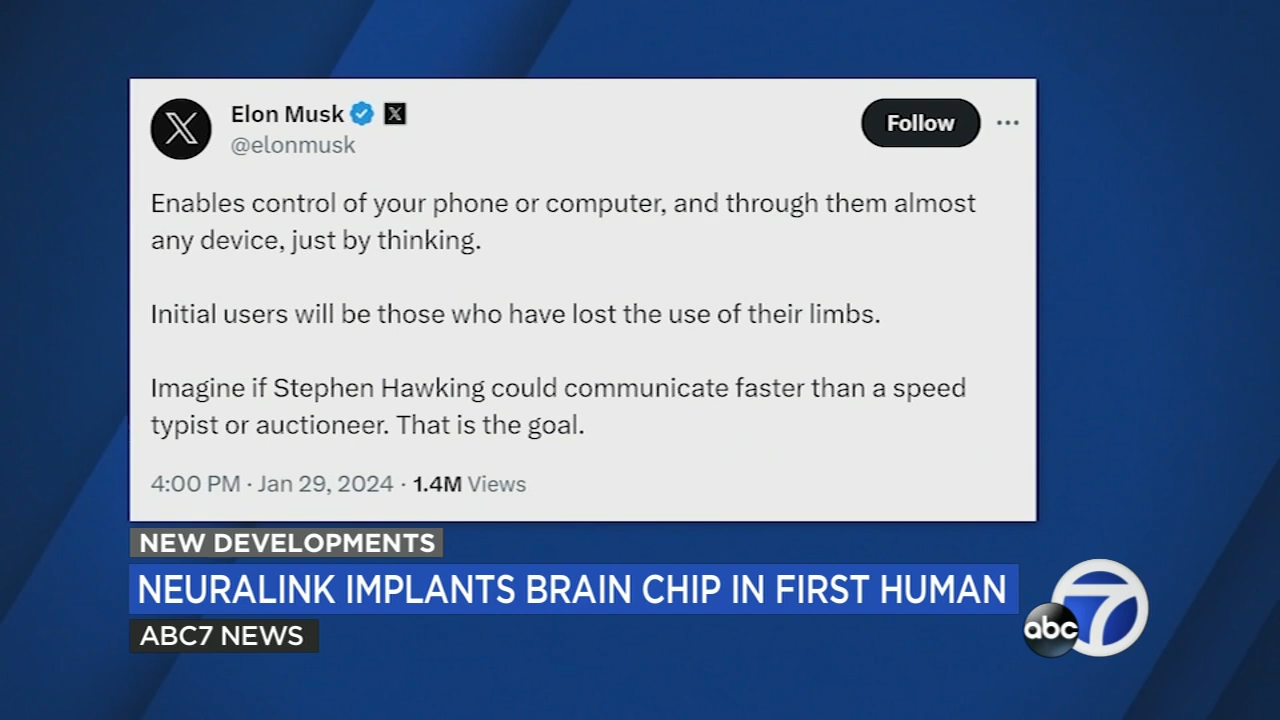 Elon Musk
@elonmusk
Follow
Enables control of your phone or computer, and through them almost
any device, just by thinking.
Initial users will be those who have lost the use of their limbs.
Imagine if Stephen Hawking could communicate faster than a speed
typist or auctioneer. That is the goal.
4:00 PM · Jan 29, 2024 · 1.4M Views
NEW DEVELOPMENTS
NEURALINK IMPLANTS BRAIN CHIP IN FIRST HUMAN
ABC7 NEWS
abc 7